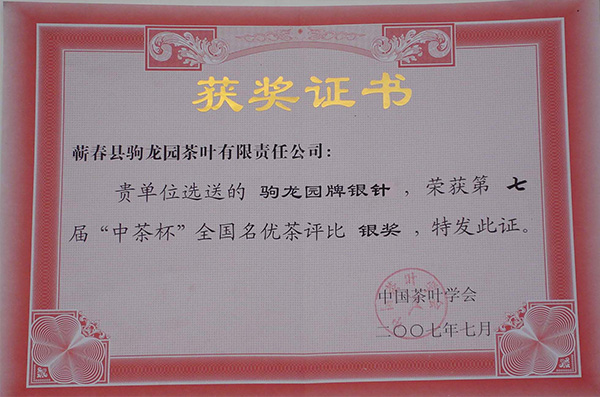 获奖证书
蕲春县驹龙园茶叶有限责任公司：
贵单位选送的 驹龙园牌银针，荣获第 七
届“中茶杯”全国名优茶评比 银奖，特发此证。
中国茶叶学会
二〇〇七年七月